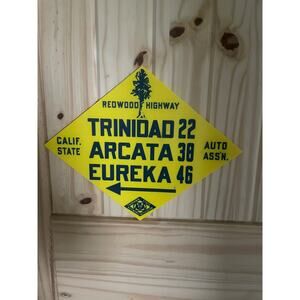 REDWOOD HIGHWAY
TRINIDAD 22
CALIF. STATE
ARCATA 38
AUTO ASS'N.
EUREKA 46